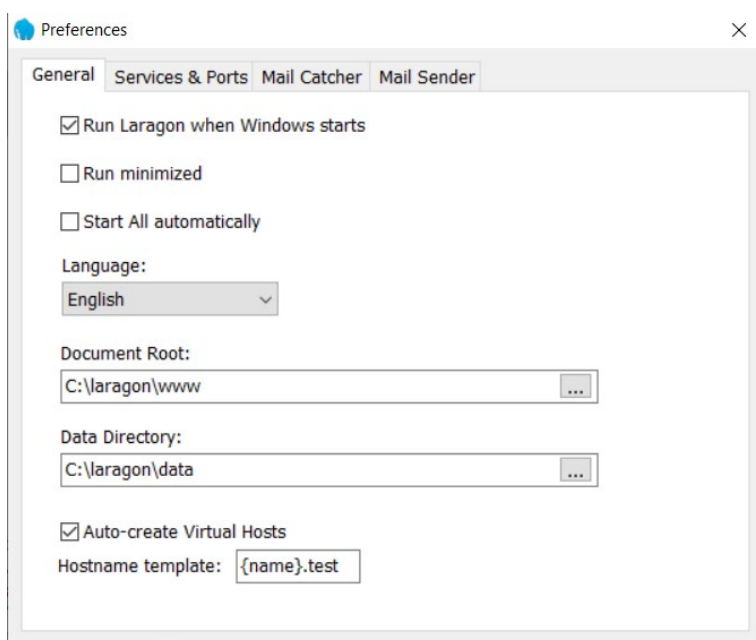 Preferences
General Services & Ports Mail Catcher Mail Sender
Run Laragon when Windows starts
Run minimized
Start All automatically
Language:
English
Document Root:
C:\laragon\www
...
Data Directory:
C:\laragon\data
...
Auto-create Virtual Hosts
Hostname template: {name}.test